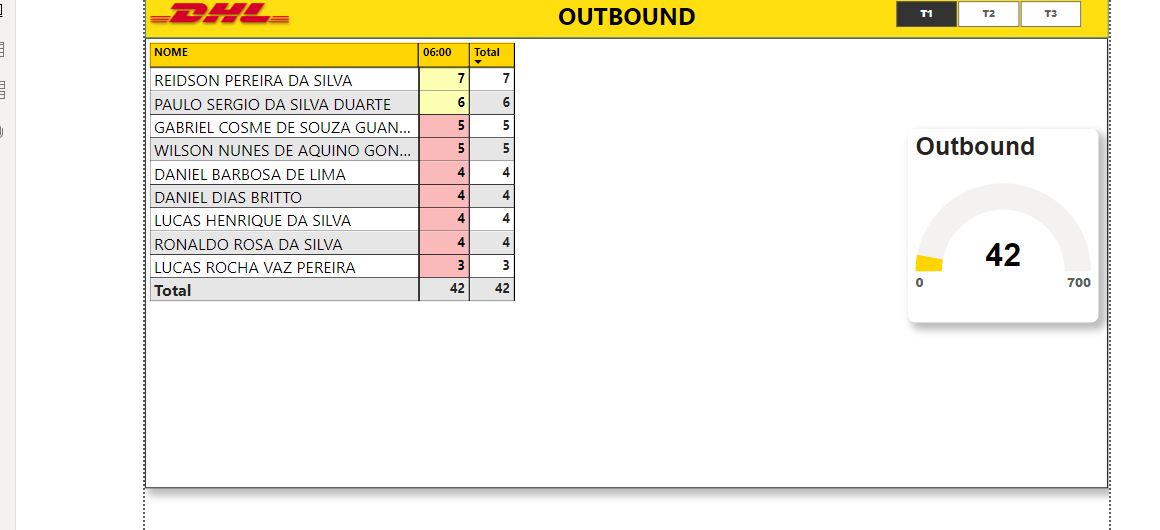 DHL
OUTBOUND
T1 T2 T3
NOME 06:00 Total
REIDSON PEREIRA DA SILVA 7 7
PAULO SERGIO DA SILVA DUARTE 6 6
GABRIEL COSME DE SOUZA GUAN... 5 5
WILSON NUNES DE AQUINO GON... 5 5
DANIEL BARBOSA DE LIMA 4 4
DANIEL DIAS BRITTO 4 4
LUCAS HENRIQUE DA SILVA 4 4
RONALDO ROSA DA SILVA 4 4
LUCAS ROCHA VAZ PEREIRA 3 3
Total 42 42
Outbound
42
0 700